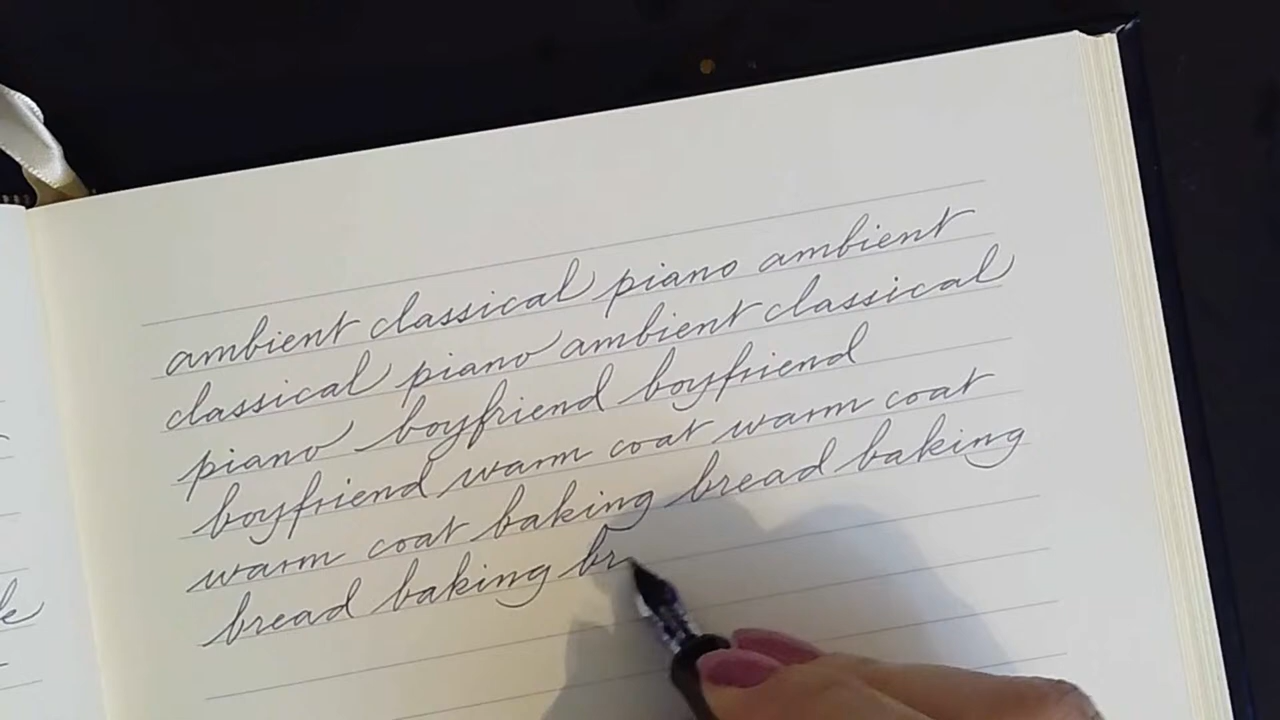 ambient classical piano ambient
classical piano ambient classical
piano boyfriend boyfriend
boyfriend warm coat warm coat
warm coat baking bread baking
bread baking br